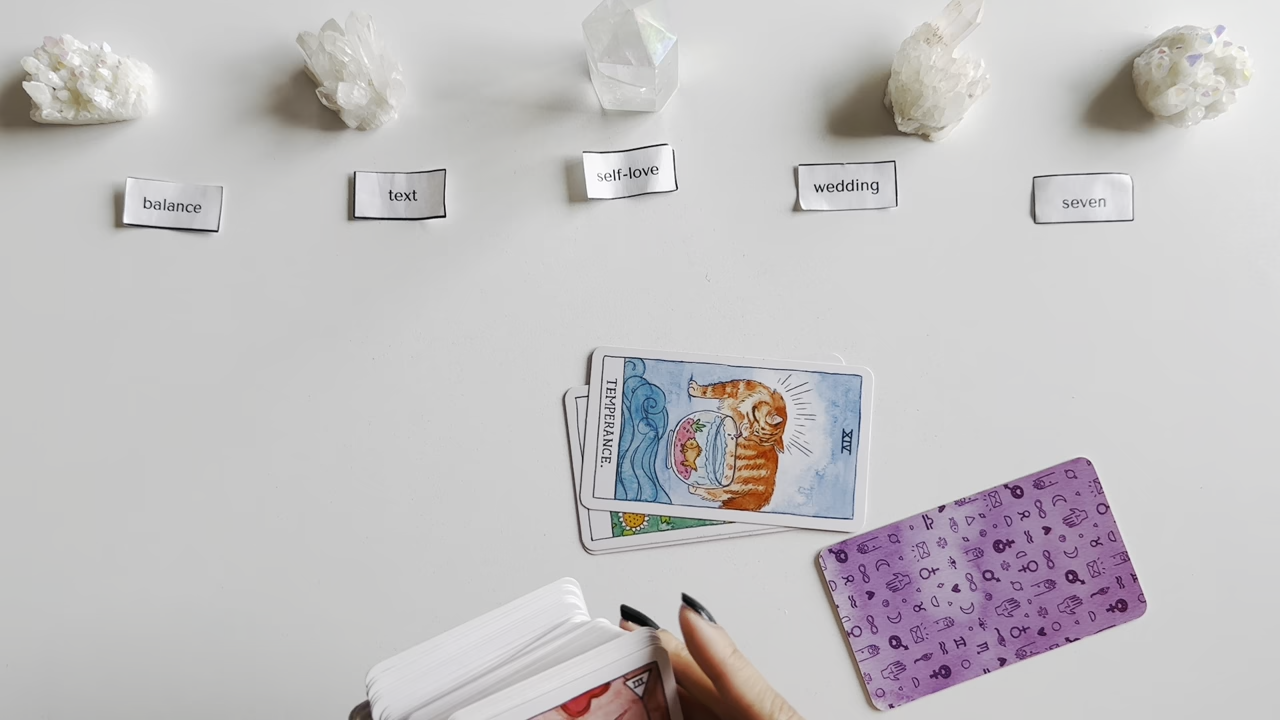 balance
text
self-love
wedding
seven
TEMPERANCE.
XIV